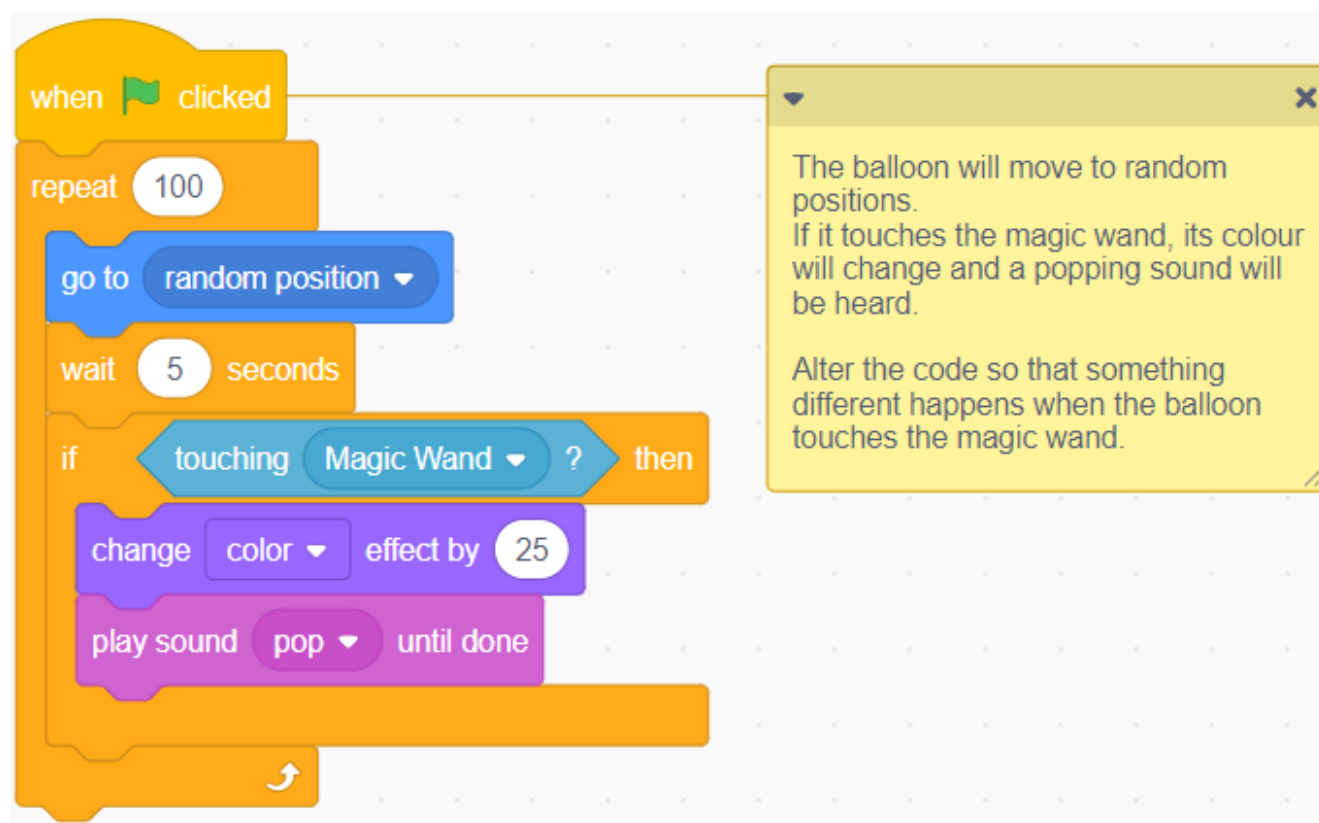 when clicked
repeat 100
go to random position
wait 5 seconds
if touching Magic Wand ? then
change color effect by 25
play sound pop until done
The balloon will move to random
positions.
If it touches the magic wand, its colour
will change and a popping sound will
be heard.
Alter the code so that something
different happens when the balloon
touches the magic wand.